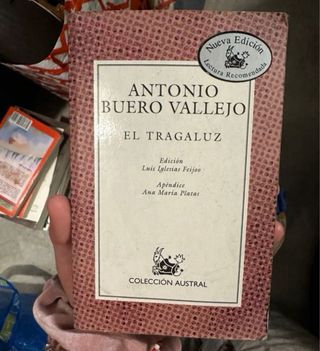 Nueva Edición
Lectura Recomendada
ANTONIO
BUERO VALLEJO
EL TRAGALUZ
Edición
Luis Iglesias Feijoo
Apéndice
Ana María Platas
COLECCIÓN AUSTRAL